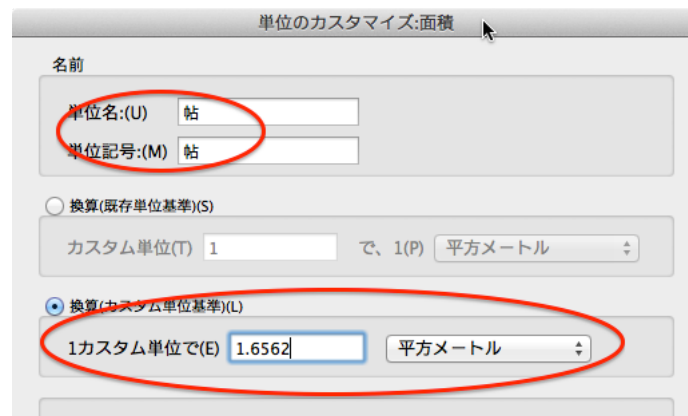 単位のカスタマイズ:面積
名前
単位名:(U) 帖
単位記号:(M) 帖
換算(既存単位基準)(S)
カスタム単位(T) 1 で、1(P) 平方メートル
換算(カスタム単位基準)(L)
1カスタム単位で(E) 1.6562 平方メートル